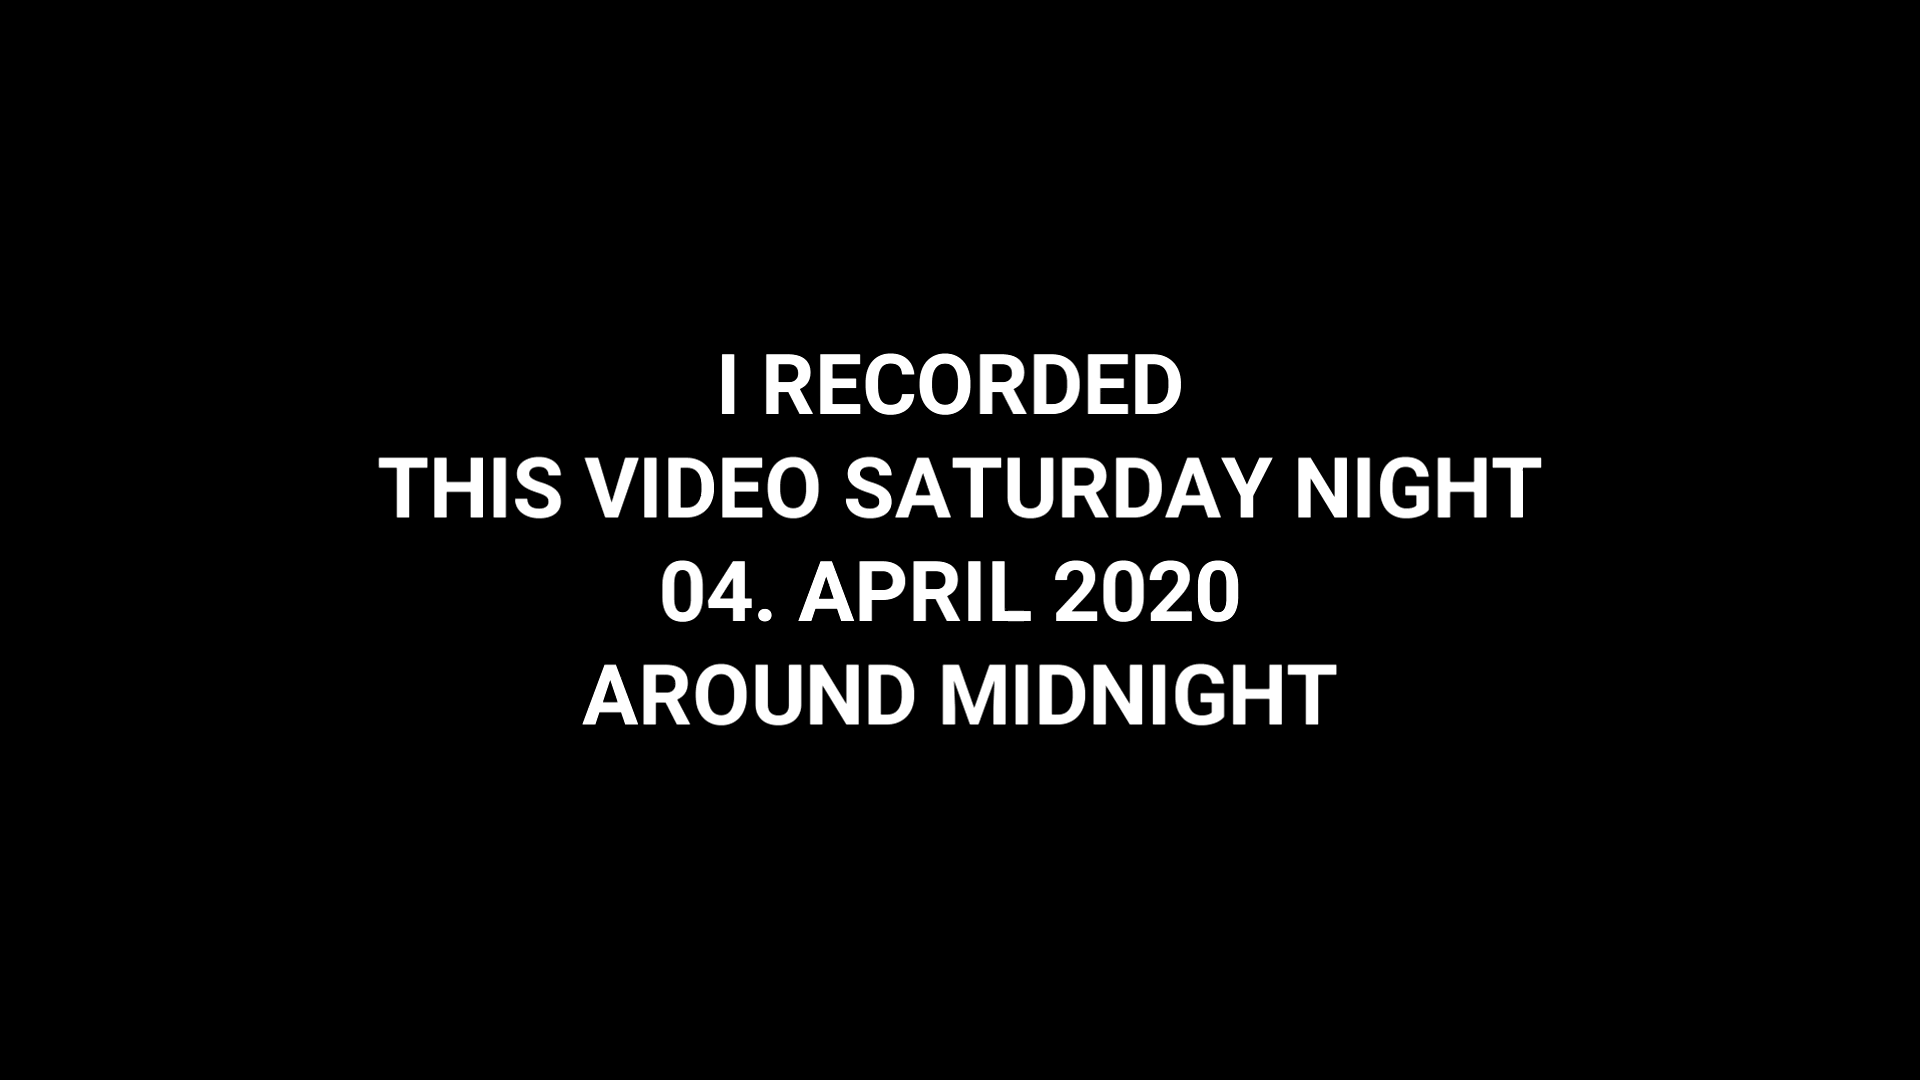 I RECORDED
THIS VIDEO SATURDAY NIGHT
04. APRIL 2020
AROUND MIDNIGHT